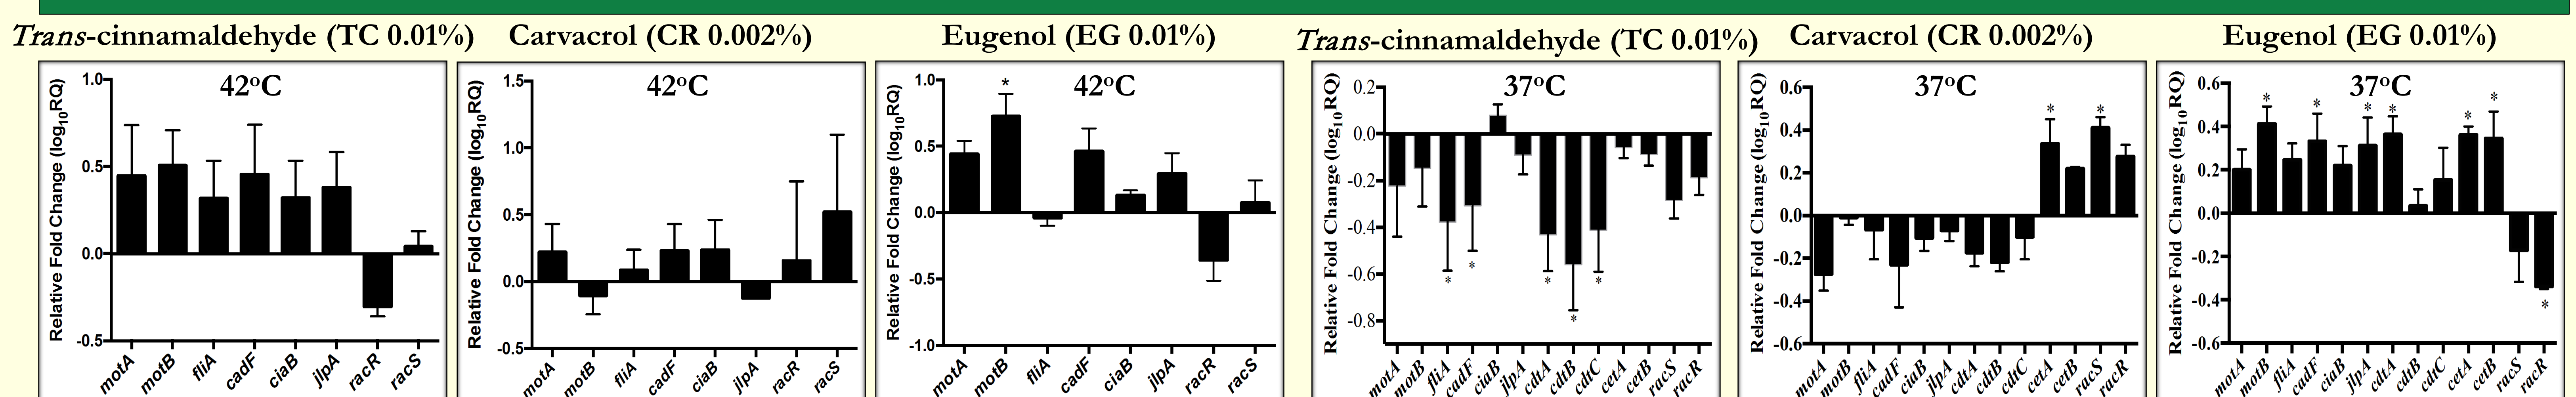 Trans-cinnamaldehyde (TC 0.01%)
42°C
Relative Fold Change (log10RQ)
1.0
0.5
0.0
-0.5
motA motB fliA cadF ciaB jlpA racR racS
Carvacrol (CR 0.002%)
42°C
Relative Fold Change (log10RQ)
1.5
1.0
0.5
0.0
-0.5
motA motB fliA cadF ciaB jlpA racR racS
Eugenol (EG 0.01%)
42°C
Relative Fold Change (log10RQ)
1.0
0.5
0.0
-0.5
-1.0
*
motA motB fliA cadF ciaB jlpA racR racS
Trans-cinnamaldehyde (TC 0.01%)
37°C
Relative Fold Change (log10RQ)
0.2
0.0
-0.2
-0.4
-0.6
-0.8
* * * * *
motA motB fliA cadF ciaB jlpA cdtA cdtB cdtC cetA cetB racS racR
Carvacrol (CR 0.002%)
37°C
Relative Fold Change (log10RQ)
0.6
0.4
0.2
0.0
-0.2
-0.4
-0.6
* *
motA motB fliA cadF ciaB jlpA cdtA cdtB cdtC cetA cetB racS racR
Eugenol (EG 0.01%)
37°C
Relative Fold Change (log10RQ)
0.6
0.4
0.2
0.0
-0.2
-0.4
-0.6
* * * * * * *
motA motB fliA cadF ciaB jlpA cdtA cdtB cdtC cetA cetB racS racR